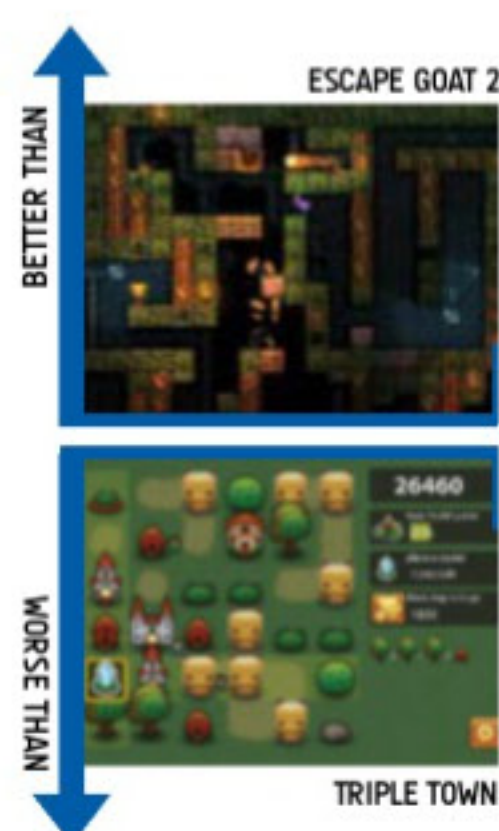 ESCAPE GOAT 2
BETTER THAN
26460
WORSE THAN
TRIPLE TOWN